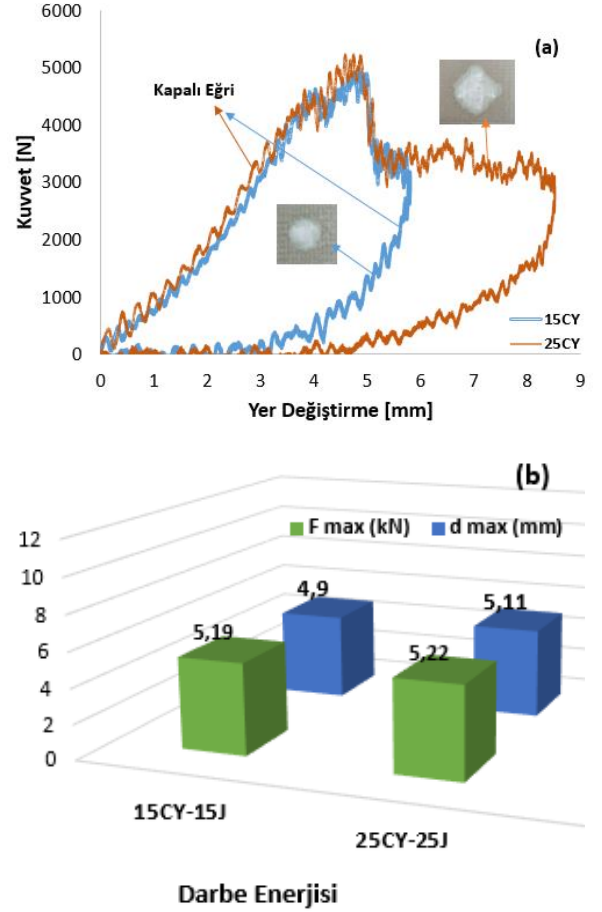 6000
(a)
5000
Kapalı Eğri
4000
Kuvvet [N]
3000
2000
1000
15CY
25CY
0
0 1 2 3 4 5 6 7 8 9
Yer Değiştirme [mm]
(b)
F max (kN) d max (mm)
12
10
8
6
4
2
0
4,9
5,19
5,11
5,22
15CY-15J
25CY-25J
Darbe Enerjisi